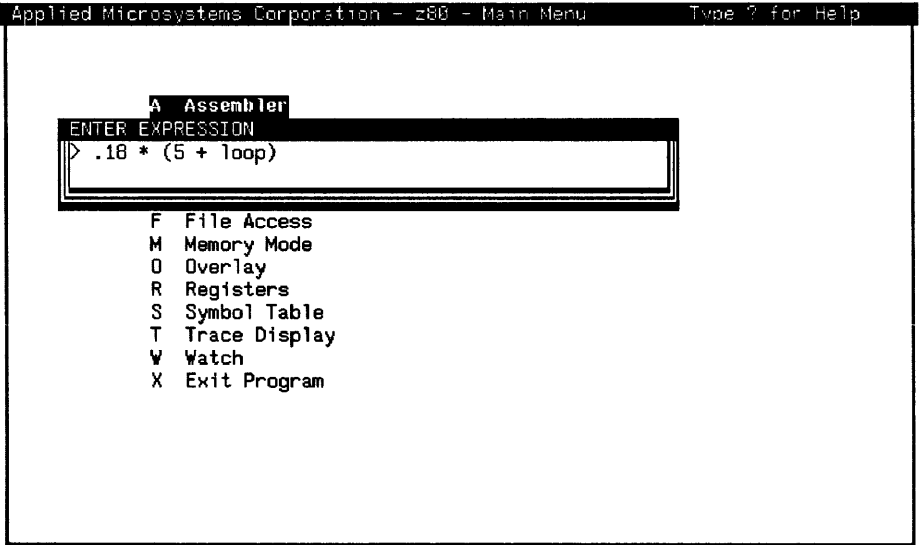 Applied Microsystems Corporation - z80 - Main Menu Type ? for Help
A Assembler
ENTER EXPRESSION
> .18 * (5 + loop)
F File Access
M Memory Mode
O Overlay
R Registers
S Symbol Table
T Trace Display
W Watch
X Exit Program